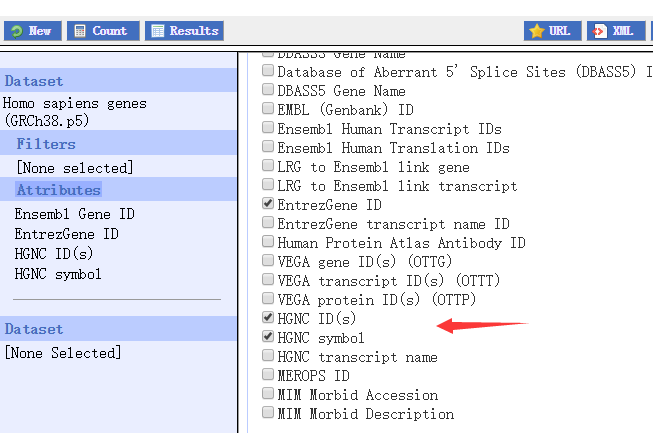 New
Count
Results
URL
XML
Dataset
Homo sapiens genes
(GRCh38.p5)
Filters
[None selected]
Attributes
Ensembl Gene ID
EntrezGene ID
HGNC ID(s)
HGNC symbol
Dataset
[None Selected]
DBASS3 Gene Name
Database of Aberrant 5' Splice Sites (DBASS5) I
DBASS5 Gene Name
EMBL (Genbank) ID
Ensembl Human Transcript IDs
Ensembl Human Translation IDs
LRG to Ensembl link gene
LRG to Ensembl link transcript
EntrezGene ID
EntrezGene transcript name ID
Human Protein Atlas Antibody ID
VEGA gene ID(s) (OTTG)
VEGA transcript ID(s) (OTTT)
VEGA protein ID(s) (OTTP)
HGNC ID(s)
HGNC symbol
HGNC transcript name
MEROPS ID
MIM Morbid Accession
MIM Morbid Description